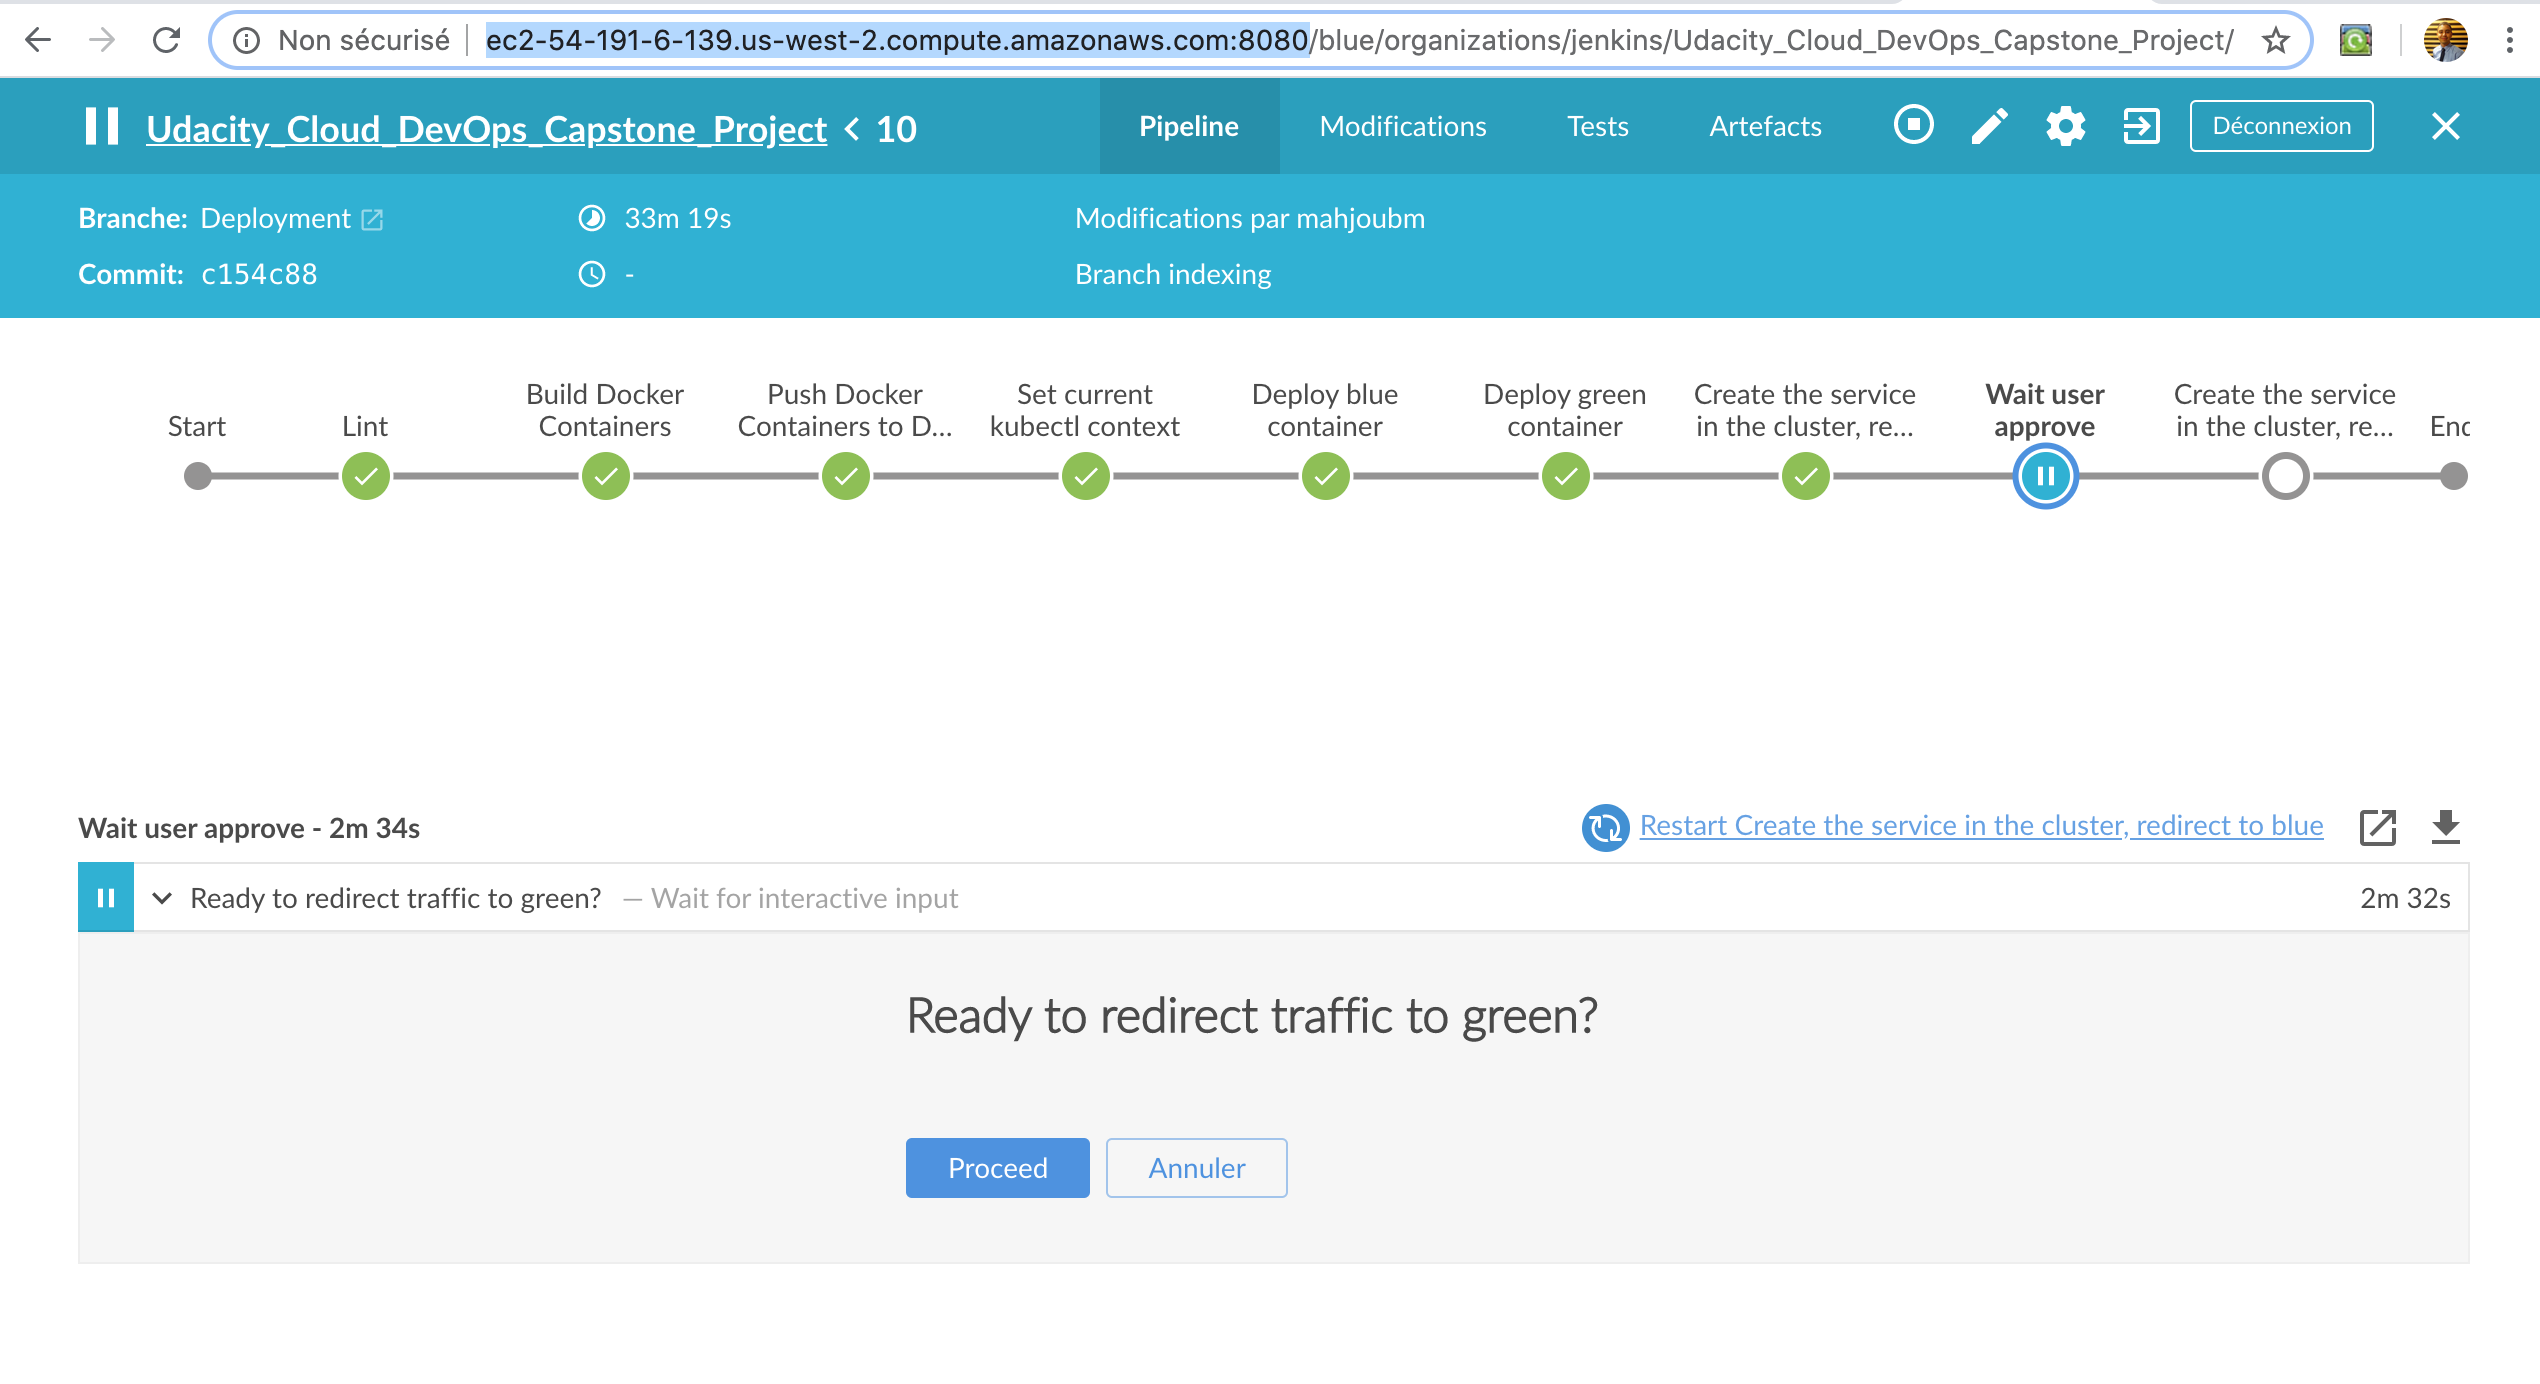 Non sécurisé ec2-54-191-6-139.us-west-2.compute.amazonaws.com:8080/blue/organizations/jenkins/Udacity_Cloud_DevOps_Capstone_Project/
Udacity_Cloud_DevOps_Capstone_Project < 10
Pipeline
Modifications
Tests
Artefacts
Déconnexion
Branche: Deployment
33m 19s
Modifications par mahjoubm
Commit: c154c88
-
Branch indexing
Start
Lint
Build Docker
Containers
Push Docker
Containers to D...
Set current
kubectl context
Deploy blue
container
Deploy green
container
Create the service
in the cluster, re...
Wait user
approve
Create the service
in the cluster, re...
End
Wait user approve - 2m 34s
Restart Create the service in the cluster, redirect to blue
Ready to redirect traffic to green? — Wait for interactive input
2m 32s
Ready to redirect traffic to green?
Proceed
Annuler